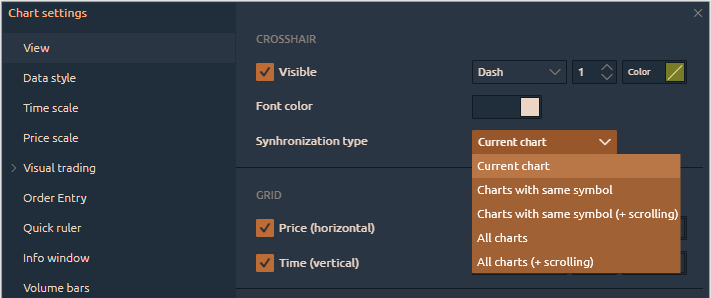 Chart settings
View
Data style
Time scale
Price scale
Visual trading
Order Entry
Quick ruler
Info window
Volume bars
CROSSHAIR
Visible
Dash
1
Color
Font color
Synhronization type
Current chart
Current chart
Charts with same symbol
Charts with same symbol (+ scrolling)
All charts
All charts (+ scrolling)
GRID
Price (horizontal)
Time (vertical)